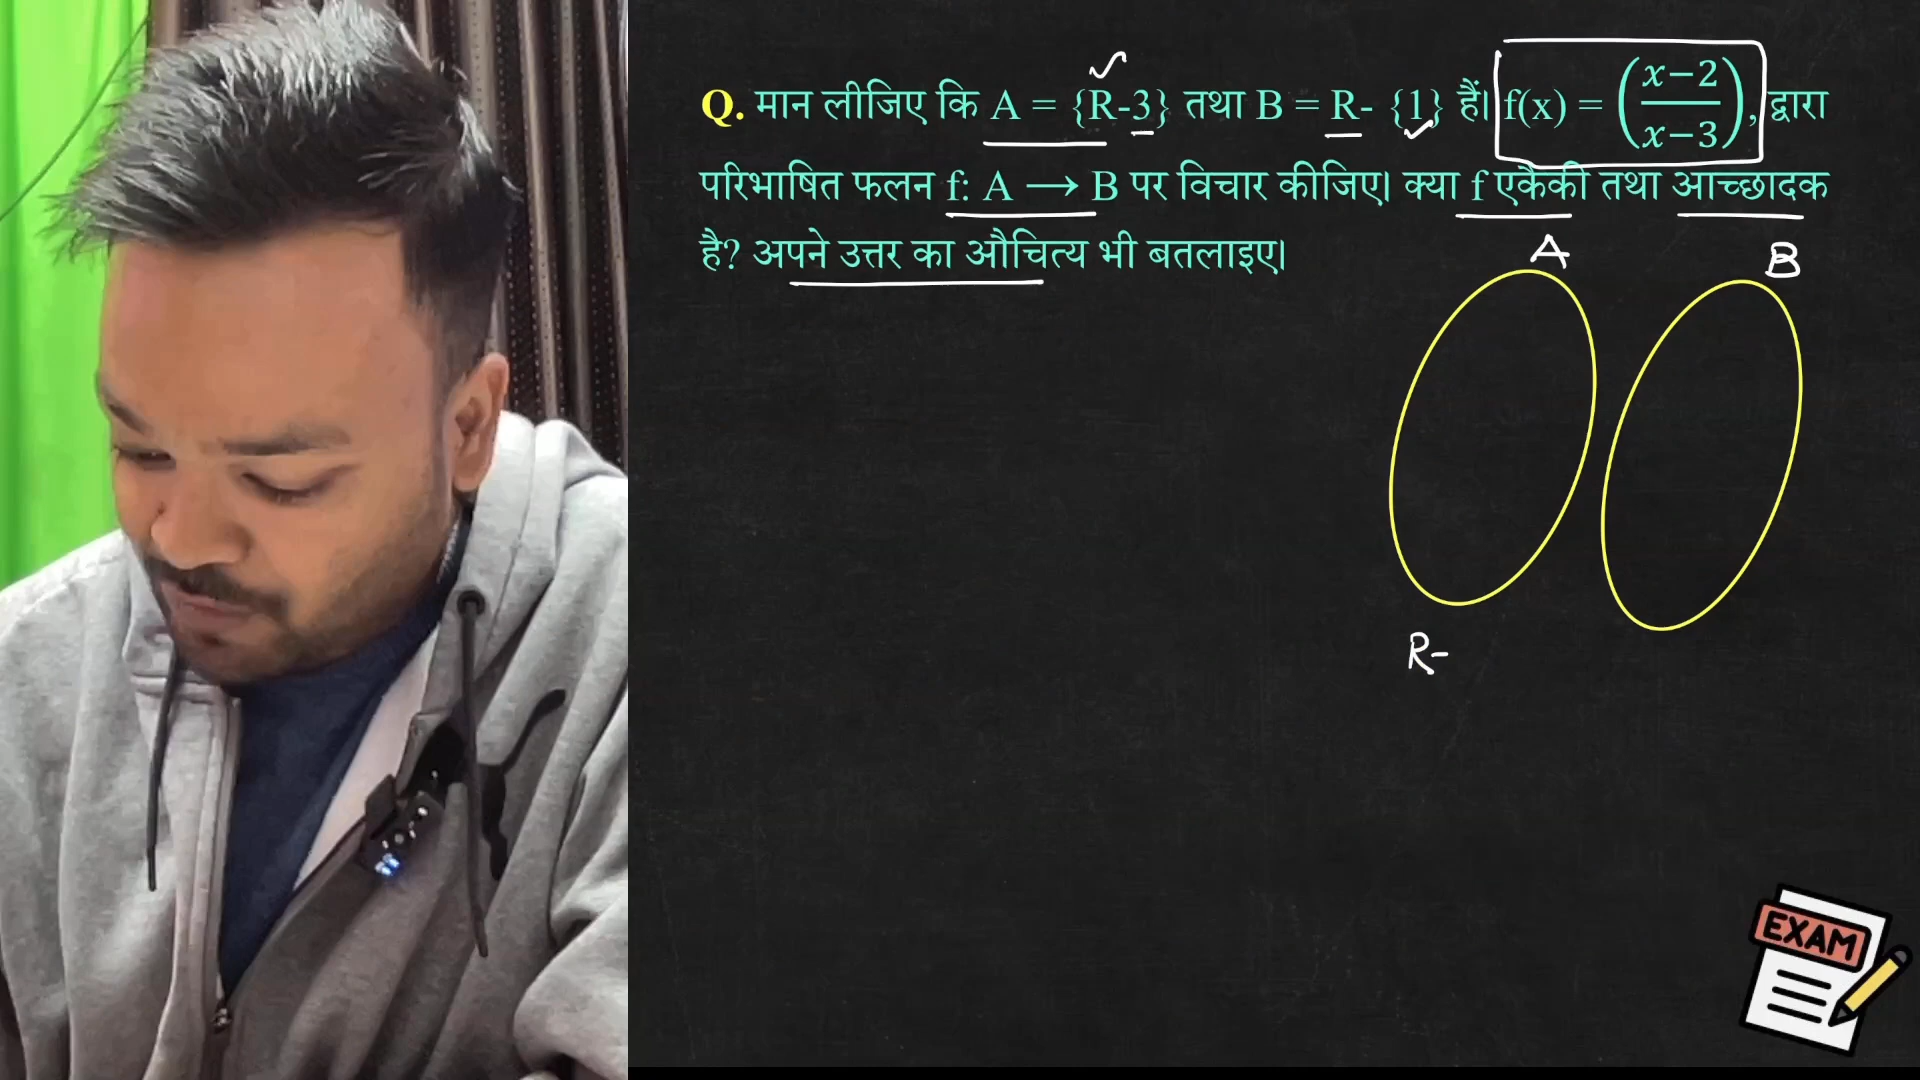 Q. मान लीजिए कि A = {R-3} तथा B = R- {1} हैं। f(x) = (x−2/x−3), द्वारा
परिभाषित फलन f: A ⟶ B पर विचार कीजिए। क्या f एकैकी तथा आच्छादक
है? अपने उत्तर का औचित्य भी बतलाइए।
A B
R-
EXAM